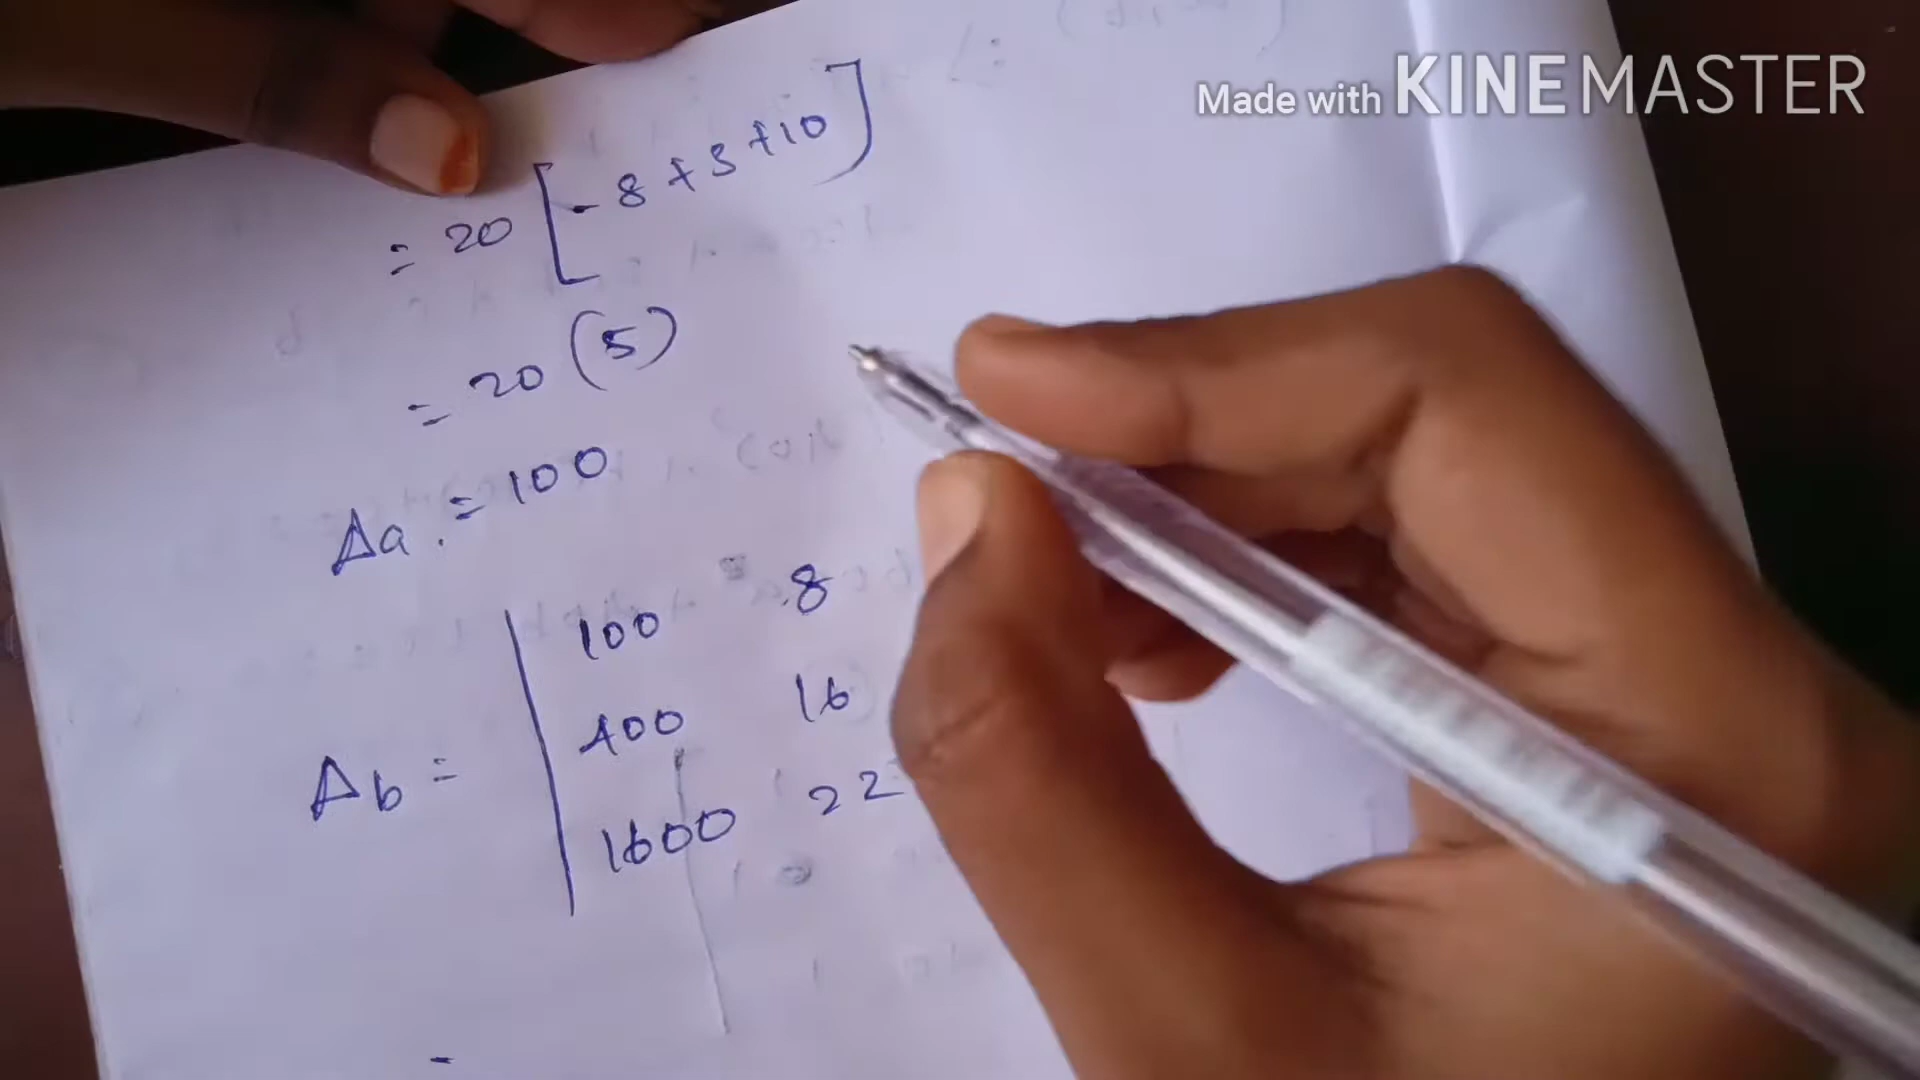 Made with KINEMASTER
= 20 [-8+3+10]
= 20 (5)
Δa = 100
100 8
400 16
Δb =
1600 22